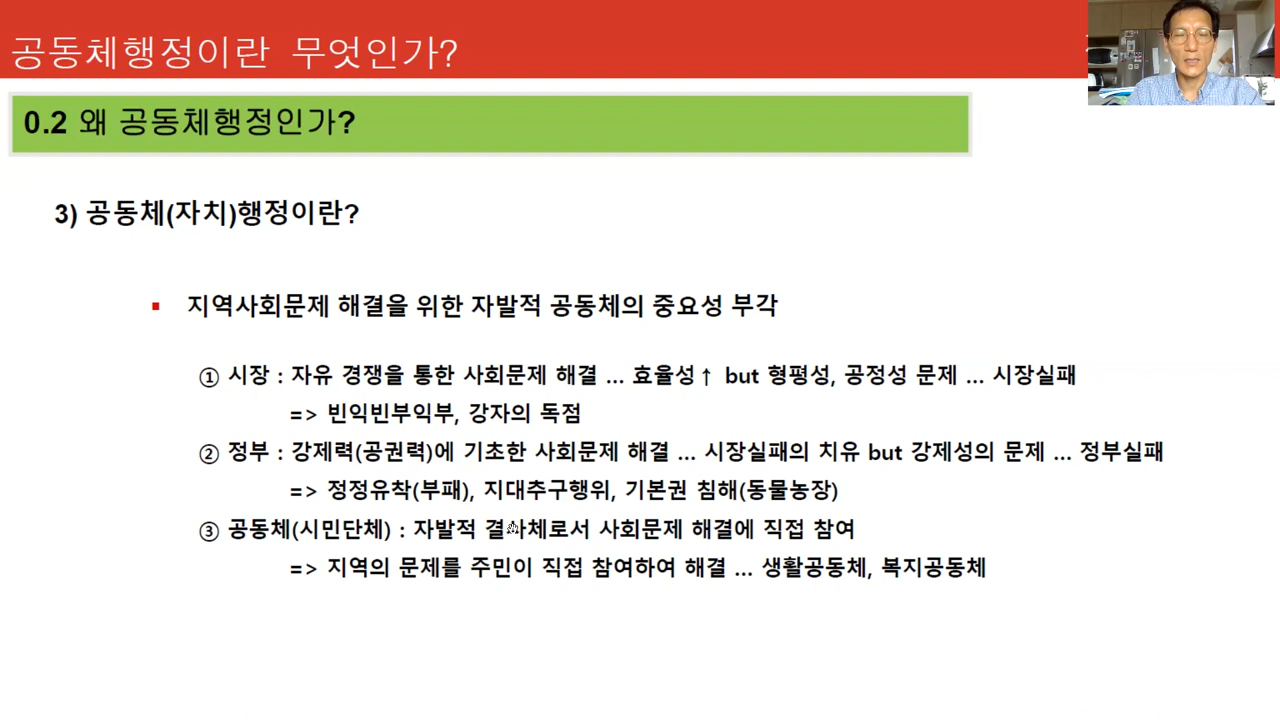 공동체행정이란 무엇인가?
0.2 왜 공동체행정인가?
3) 공동체(자치)행정이란?
▪ 지역사회문제 해결을 위한 자발적 공동체의 중요성 부각
① 시장 : 자유 경쟁을 통한 사회문제 해결 ... 효율성↑ but 형평성, 공정성 문제 ... 시장실패
=> 빈익빈부익부, 강자의 독점
② 정부 : 강제력(공권력)에 기초한 사회문제 해결 ... 시장실패의 치유 but 강제성의 문제 ... 정부실패
=> 정정유착(부패), 지대추구행위, 기본권 침해(동물농장)
③ 공동체(시민단체) : 자발적 결사체로서 사회문제 해결에 직접 참여
=> 지역의 문제를 주민이 직접 참여하여 해결 ... 생활공동체, 복지공동체